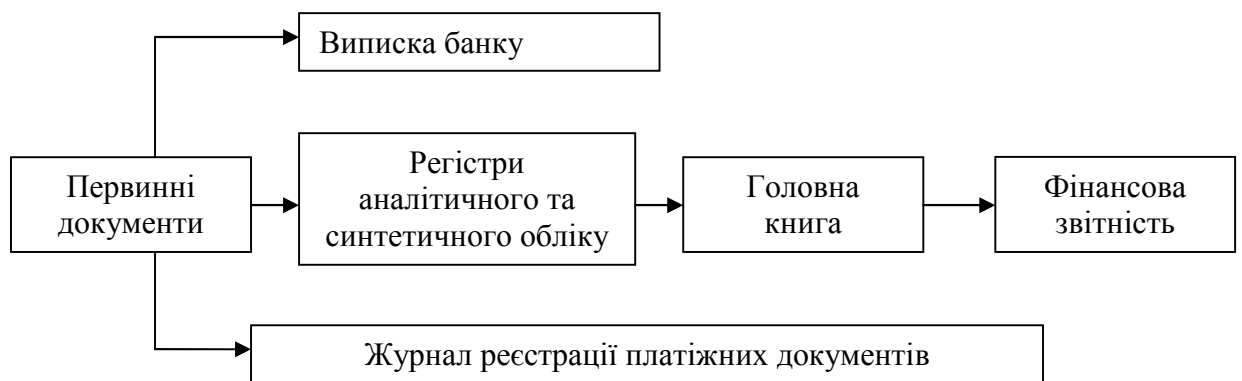 Виписка банку
Первинні
документи
Регістри
аналітичного та
синтетичного обліку
Головна
книга
Фінансова
звітність
Журнал реєстрації платіжних документів